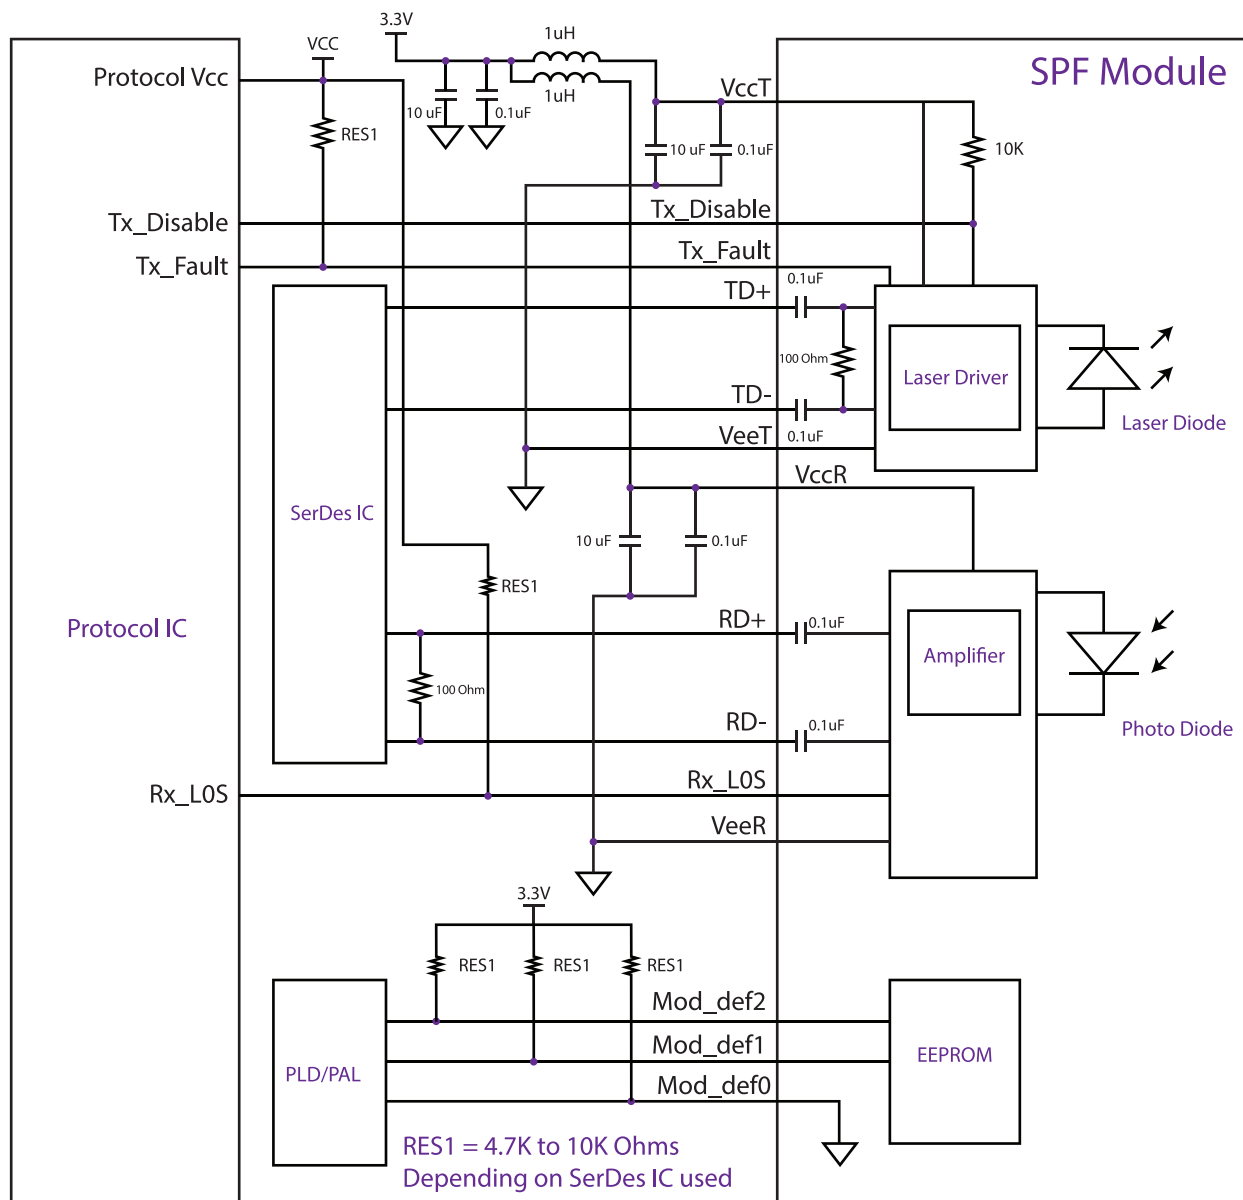 3.3V
1uH
VCC
SPF Module
Protocol Vcc
VccT
1uH
10 uF
0.1uF
RES1
10 uF
0.1uF
10K
Tx_Disable
Tx_Disable
Tx_Fault
Tx_Fault
0.1uF
TD+
100 Ohm
Laser Driver
TD-
Laser Diode
VeeT
0.1uF
VccR
SerDes IC
10 uF
0.1uF
RES1
RD+
0.1uF
Protocol IC
Amplifier
100 Ohm
RD-
0.1uF
Photo Diode
Rx_L0S
Rx_L0S
VeeR
3.3V
RES1
RES1
RES1
Mod_def2
Mod_def1
EEPROM
PLD/PAL
Mod_def0
RES1 = 4.7K to 10K Ohms
Depending on SerDes IC used